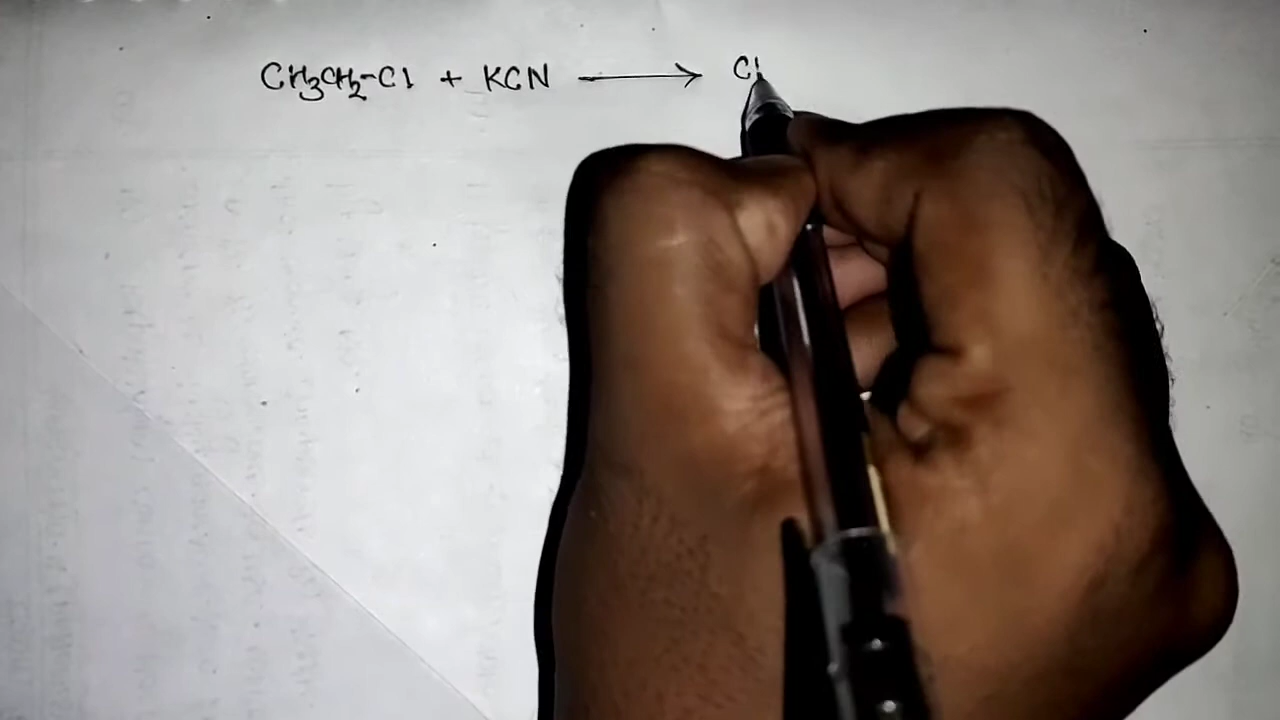 CH3CH2-Cl + KCN ⟶ C